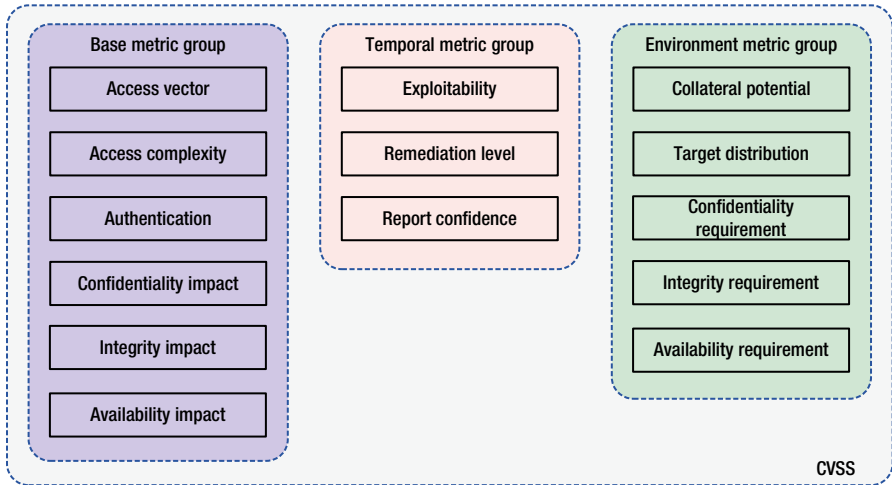 Base metric group
Access vector
Access complexity
Authentication
Confidentiality impact
Integrity impact
Availability impact
Temporal metric group
Exploitability
Remediation level
Report confidence
Environment metric group
Collateral potential
Target distribution
Confidentiality
requirement
Integrity requirement
Availability requirement
CVSS